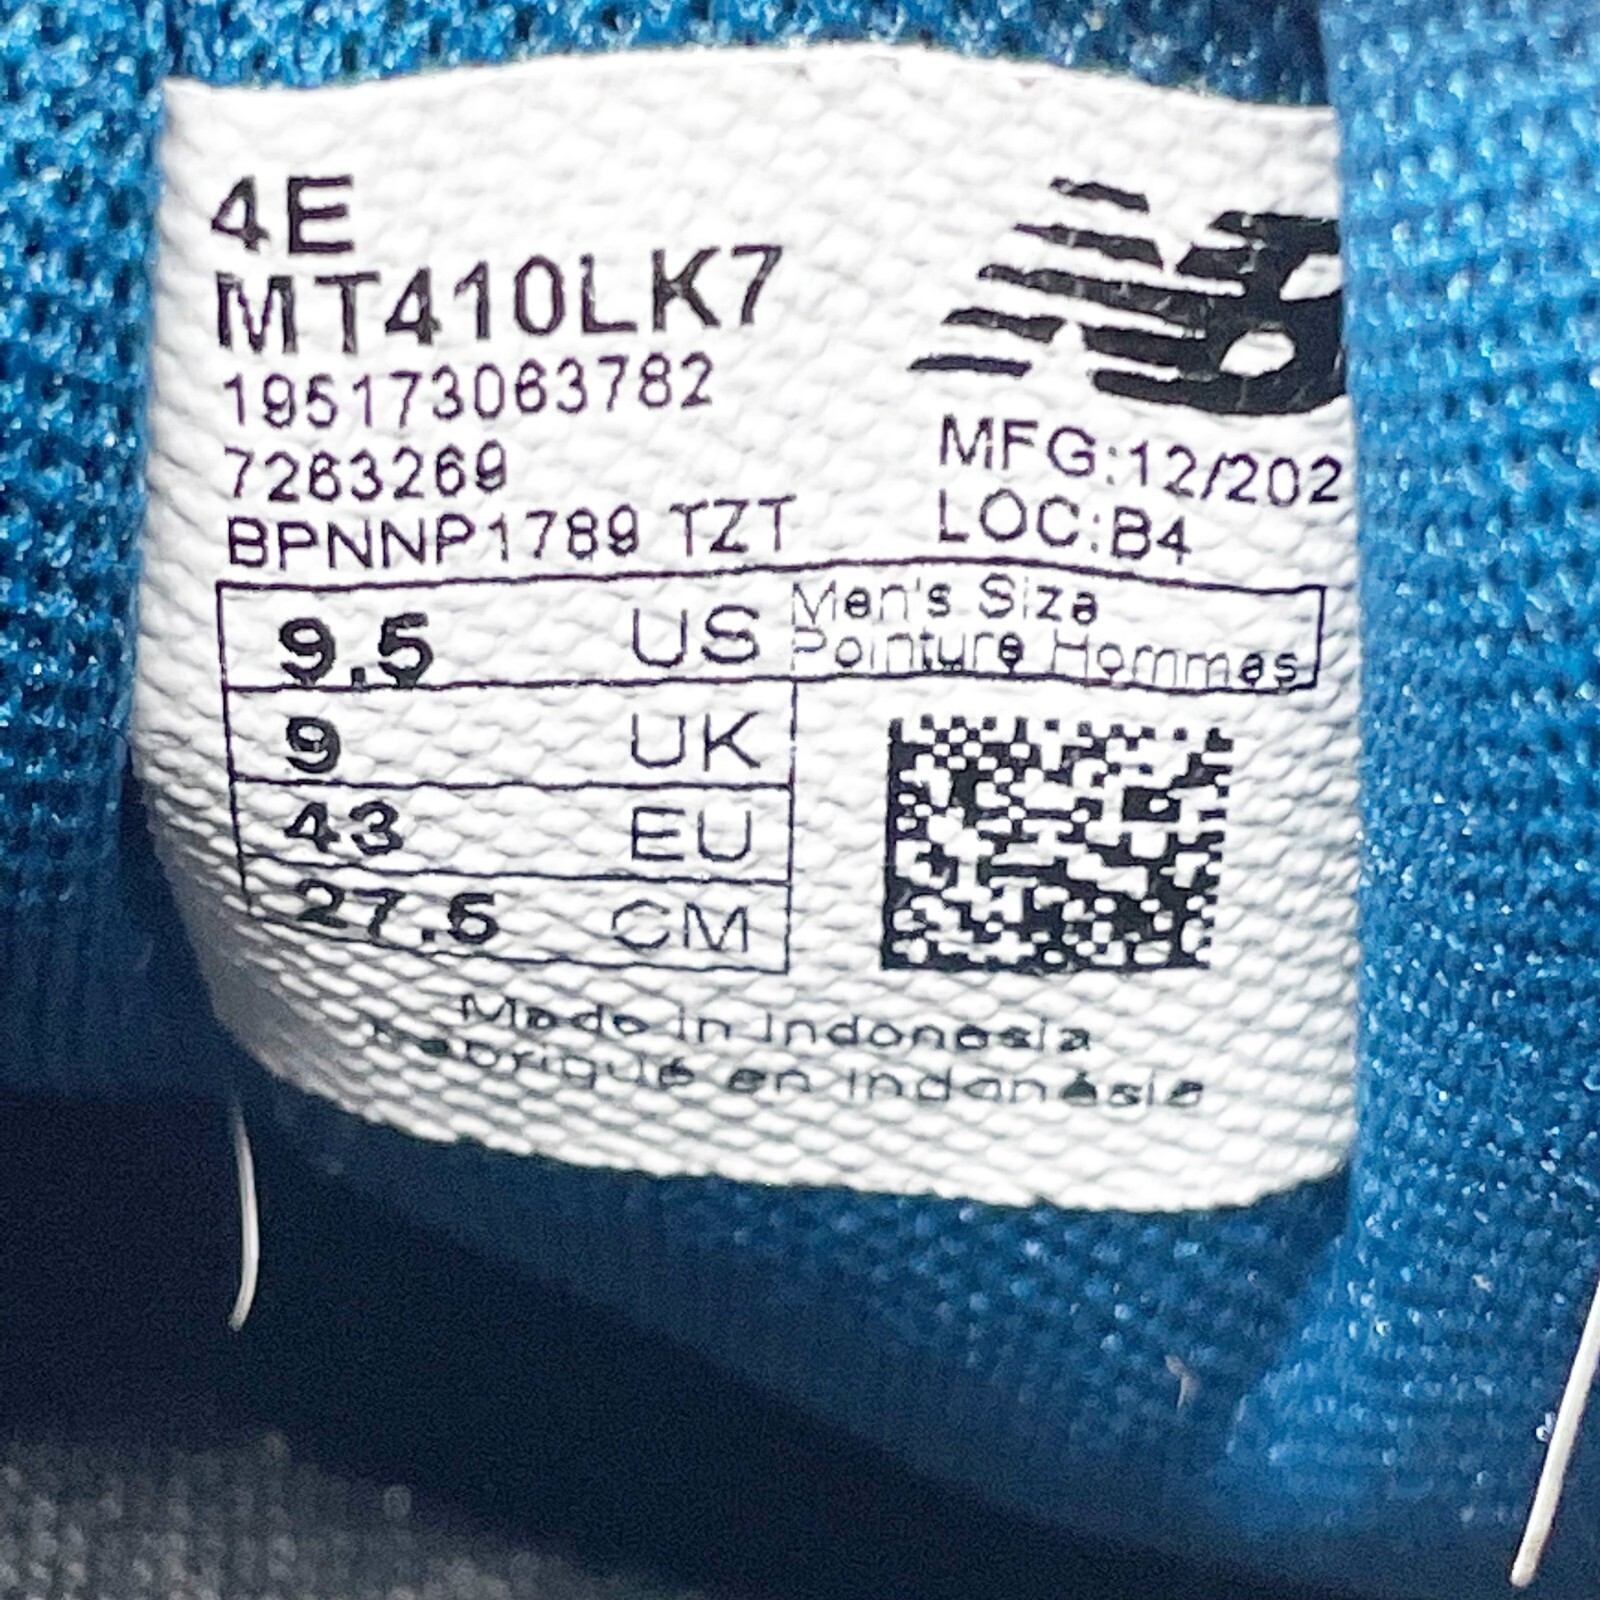 4E
MT410LK7
195173063782
7263269
BPNNP1789 TZT
MFG:12/202
LOC:B4
9.5 US
Men's Size
Pointure Hommes
9 UK
43 EU
27.5 CM
Made in Indonesia
Fabriqué en Indonésie